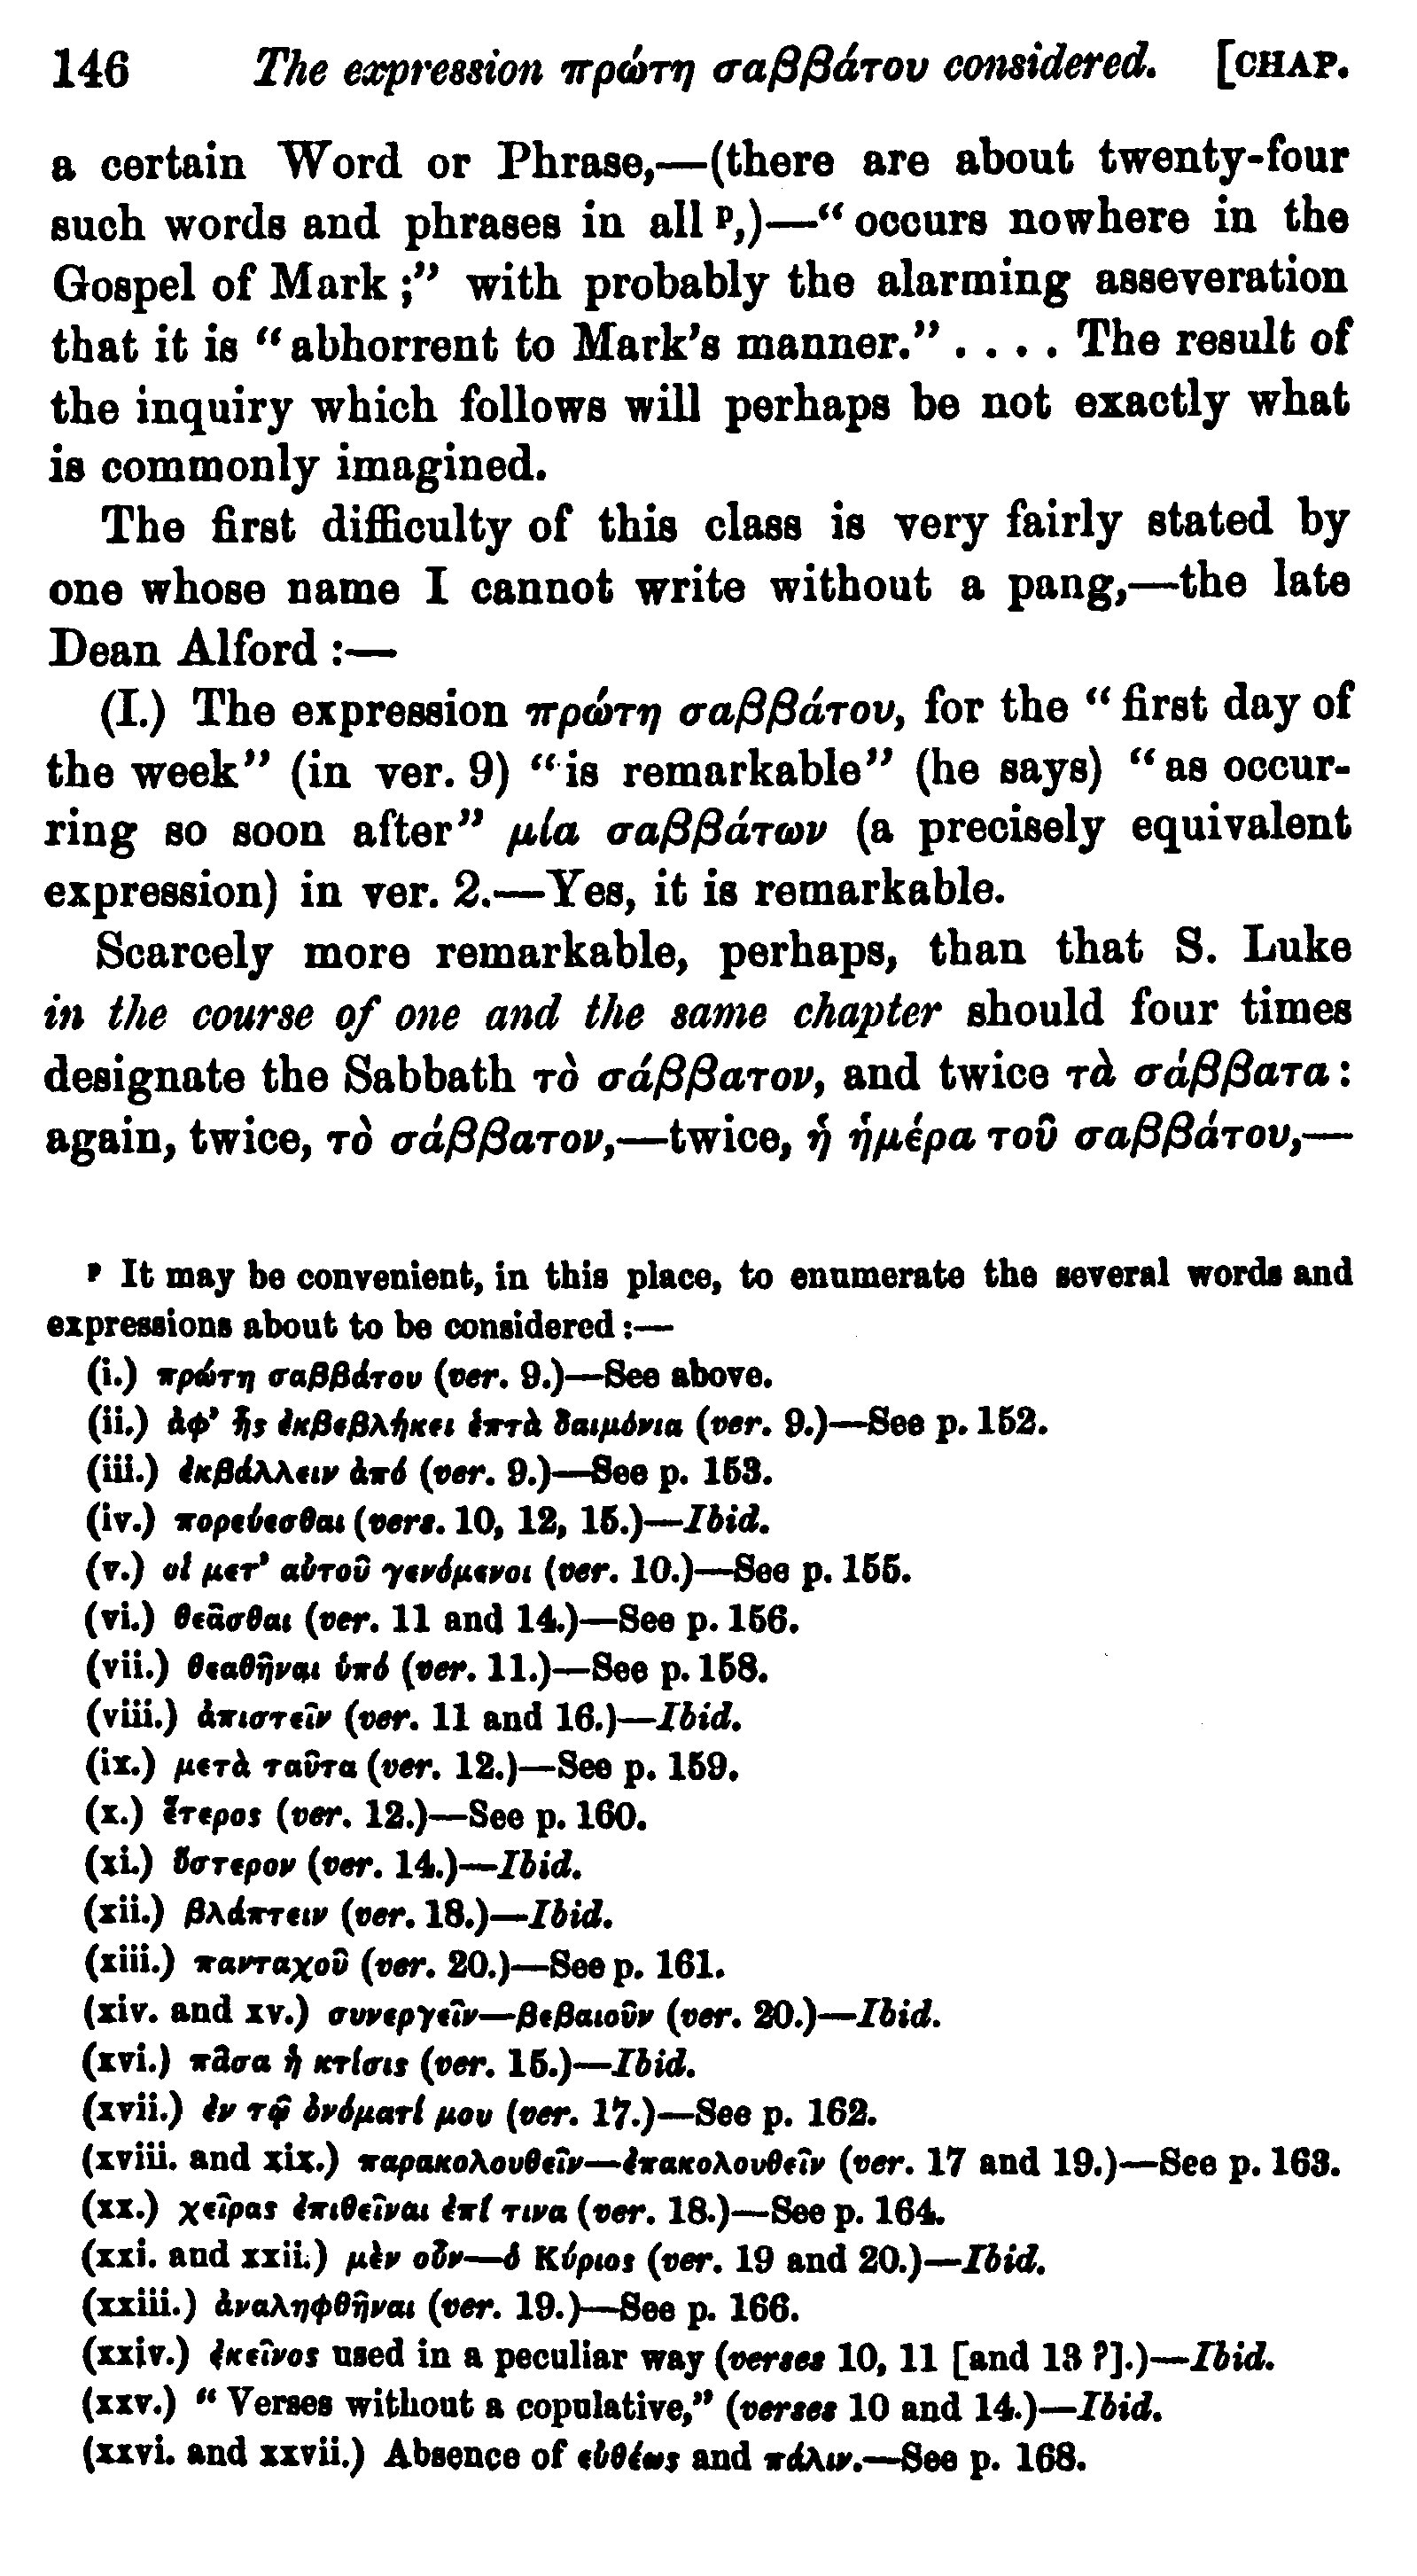 146 The expression πρώτη σαββάτου considered. [CHAP.
a certain Word or Phrase,—(there are about twenty-four
such words and phrases in all p,)—“occurs nowhere in the
Gospel of Mark;” with probably the alarming asseveration
that it is “abhorrent to Mark’s manner.” . . . . The result of
the inquiry which follows will perhaps be not exactly what
is commonly imagined.
The first difficulty of this class is very fairly stated by
one whose name I cannot write without a pang,—the late
Dean Alford :—
(I.) The expression πρώτη σαββάτου, for the “first day of
the week” (in ver. 9) “is remarkable” (he says) “as occur-
ring so soon after” μία σαββάτων (a precisely equivalent
expression) in ver. 2.—Yes, it is remarkable.
Scarcely more remarkable, perhaps, than that S. Luke
in the course of one and the same chapter should four times
designate the Sabbath τὸ σάββατον, and twice τὰ σάββατα:
again, twice, τὸ σάββατον,—twice, ἡ ἡμέρα τοῦ σαββάτου,—
p It may be convenient, in this place, to enumerate the several words and
expressions about to be considered :—
(i.) πρώτη σαββάτου (ver. 9.)—See above.
(ii.) ἀφ’ ἧς ἐκβεβλήκει ἑπτὰ δαιμόνια (ver. 9.)—See p. 152.
(iii.) ἐκβάλλειν ἀπό (ver. 9.)—See p. 153.
(iv.) πορεύεσθαι (vers. 10, 12, 15.)—Ibid.
(v.) οἱ μετ’ αὐτοῦ γενόμενοι (ver. 10.)—See p. 155.
(vi.) θεᾶσθαι (ver. 11 and 14.)—See p. 156.
(vii.) θεαθῆναι ὑπό (ver. 11.)—See p. 158.
(viii.) ἀπιστεῖν (ver. 11 and 16.)—Ibid.
(ix.) μετὰ ταῦτα (ver. 12.)—See p. 159.
(x.) ἕτερος (ver. 12.)—See p. 160.
(xi.) ὕστερον (ver. 14.)—Ibid.
(xii.) βλάπτειν (ver. 18.)—Ibid.
(xiii.) πανταχοῦ (ver. 20.)—See p. 161.
(xiv. and xv.) συνεργεῖν—βεβαιοῦν (ver. 20.)—Ibid.
(xvi.) πᾶσα ἡ κτίσις (ver. 15.)—Ibid.
(xvii.) ἐν τῷ ὀνόματί μου (ver. 17.)—See p. 162.
(xviii. and xix.) παρακολουθεῖν—ἐπακολουθεῖν (ver. 17 and 19.)—See p. 163.
(xx.) χεῖρας ἐπιθεῖναι ἐπί τινα (ver. 18.)—See p. 164.
(xxi. and xxii.) μὲν οὖν—ὁ Κύριος (ver. 19 and 20.)—Ibid.
(xxiii.) ἀναληφθῆναι (ver. 19.)—See p. 166.
(xxiv.) ἐκεῖνος used in a peculiar way (verses 10, 11 [and 13 ?].)—Ibid.
(xxv.) “Verses without a copulative,” (verses 10 and 14.)—Ibid.
(xxvi. and xxvii.) Absence of εὐθέως and πάλιν.—See p. 168.